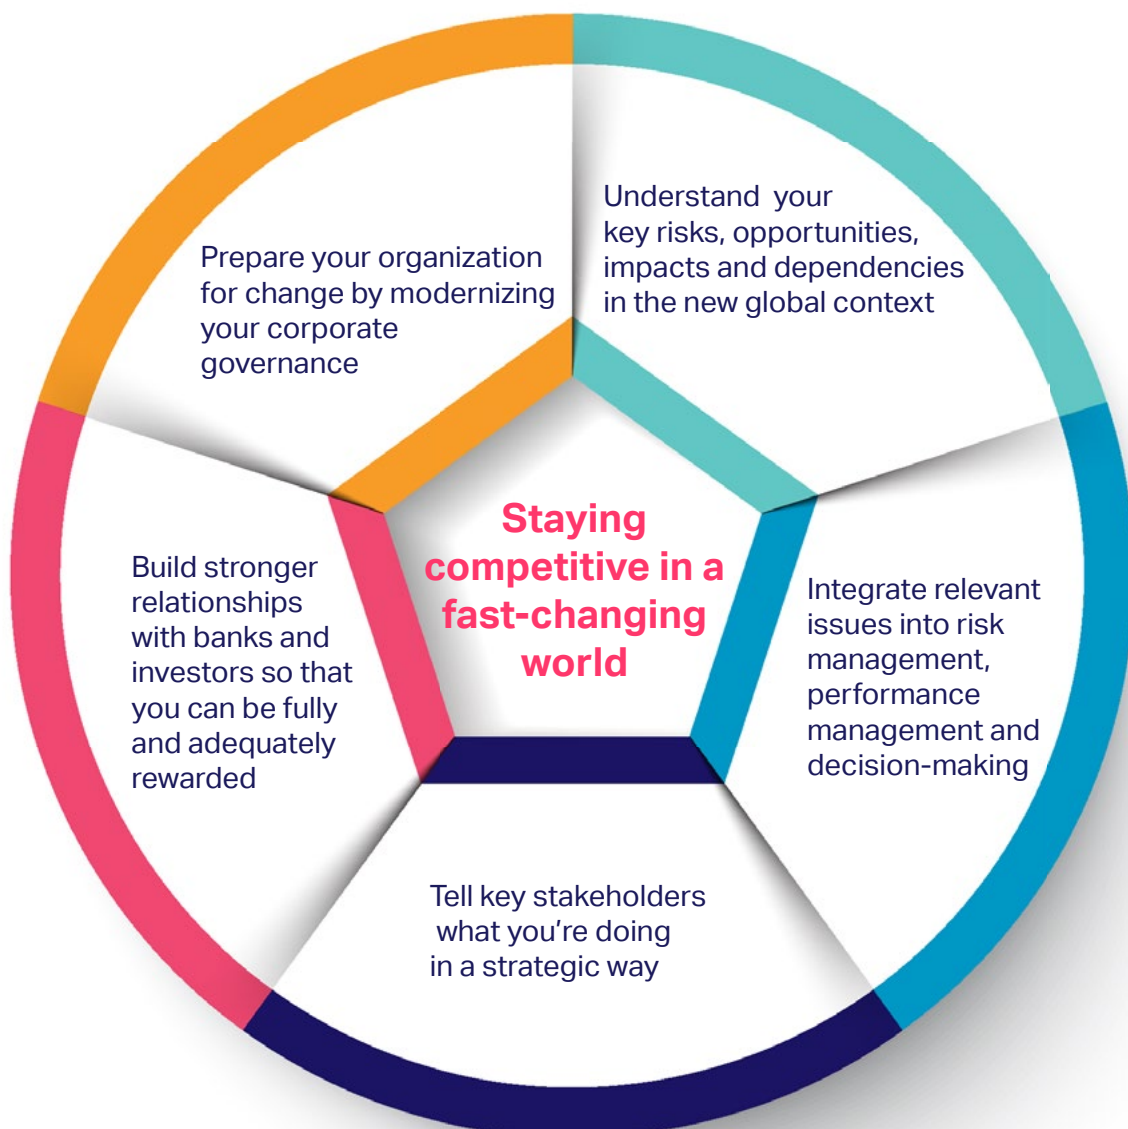 Understand your
key risks, opportunities,
impacts and dependencies
in the new global context
Prepare your organization
for change by modernizing
your corporate
governance
Staying
competitive in a
fast-changing
world
Build stronger
relationships
with banks and
investors so that
you can be fully
and adequately
rewarded
Integrate relevant
issues into risk
management,
performance
management and
decision-making
Tell key stakeholders
what you’re doing
in a strategic way